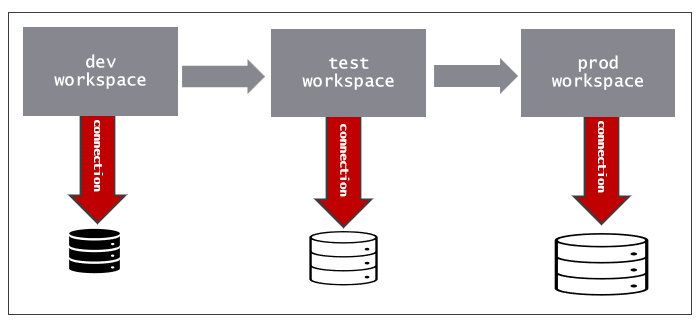 dev
workspace
test
workspace
prod
workspace
connection
connection
connection